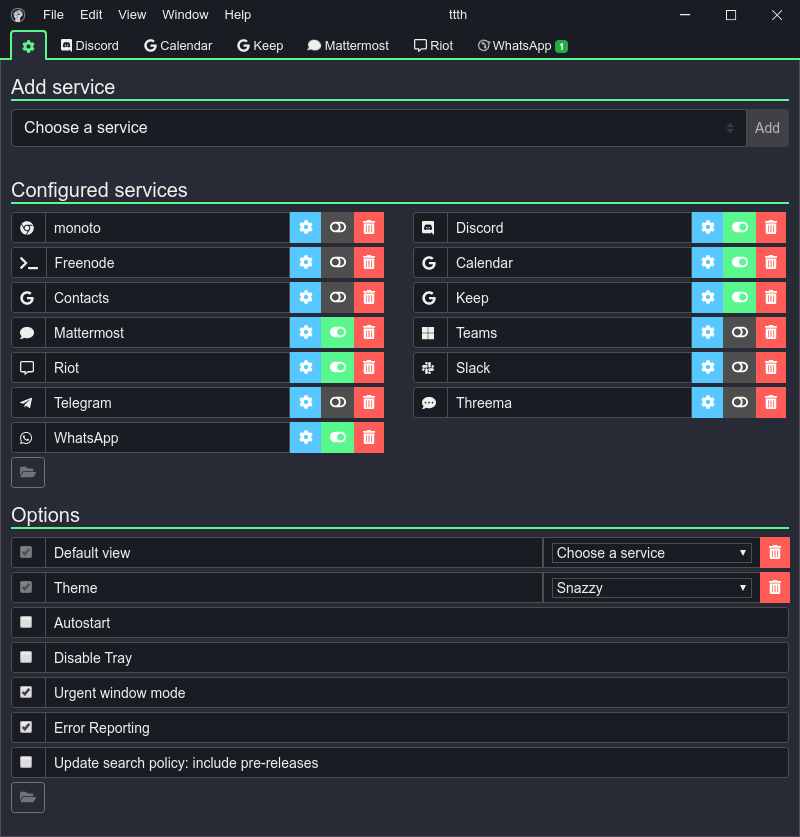 File Edit View Window Help ttth
Discord Calendar Keep Mattermost Riot WhatsApp 1
Add service
Choose a service Add
Configured services
monoto Discord
Freenode Calendar
Contacts Keep
Mattermost Teams
Riot Slack
Telegram Threema
WhatsApp
Options
Default view Choose a service
Theme Snazzy
Autostart
Disable Tray
Urgent window mode
Error Reporting
Update search policy: include pre-releases